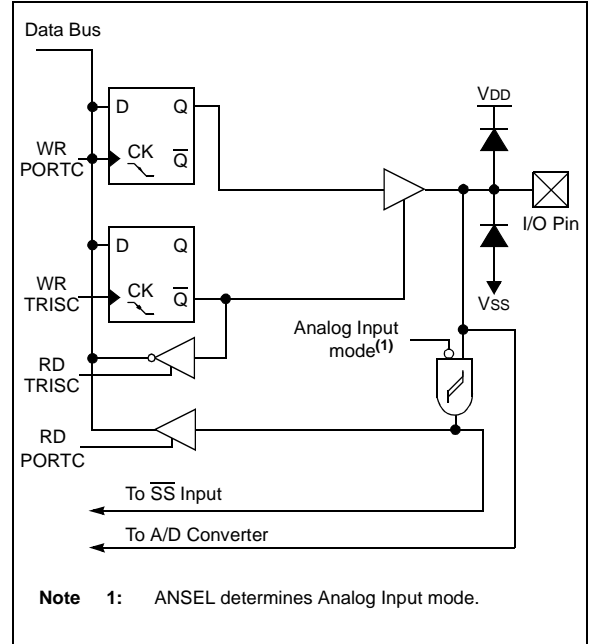 Data Bus
D Q
CK Q̅
WR
PORTC
VDD
I/O Pin
D Q
CK Q̅
WR
TRISC
VSS
Analog Input
mode(1)
RD
TRISC
RD
PORTC
To S̅S̅ Input
To A/D Converter
Note 1: ANSEL determines Analog Input mode.